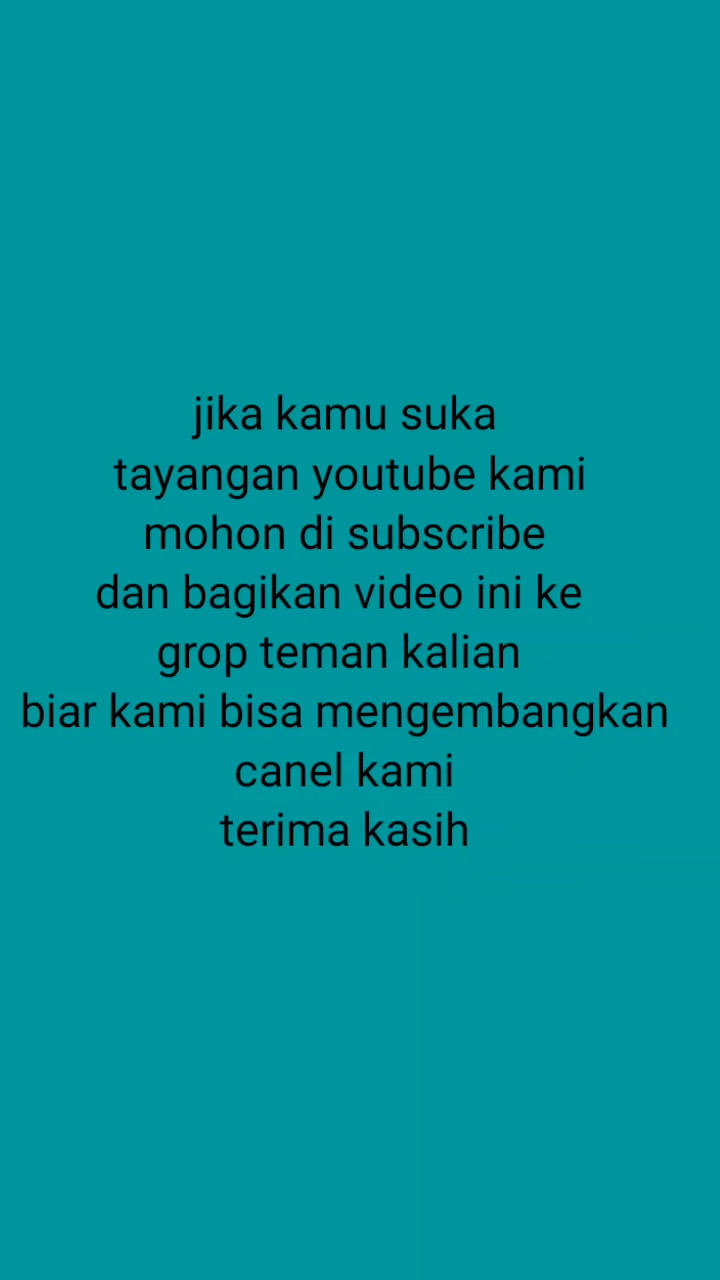 jika kamu suka
tayangan youtube kami
mohon di subscribe
dan bagikan video ini ke
grop teman kalian
biar kami bisa mengembangkan
canel kami
terima kasih